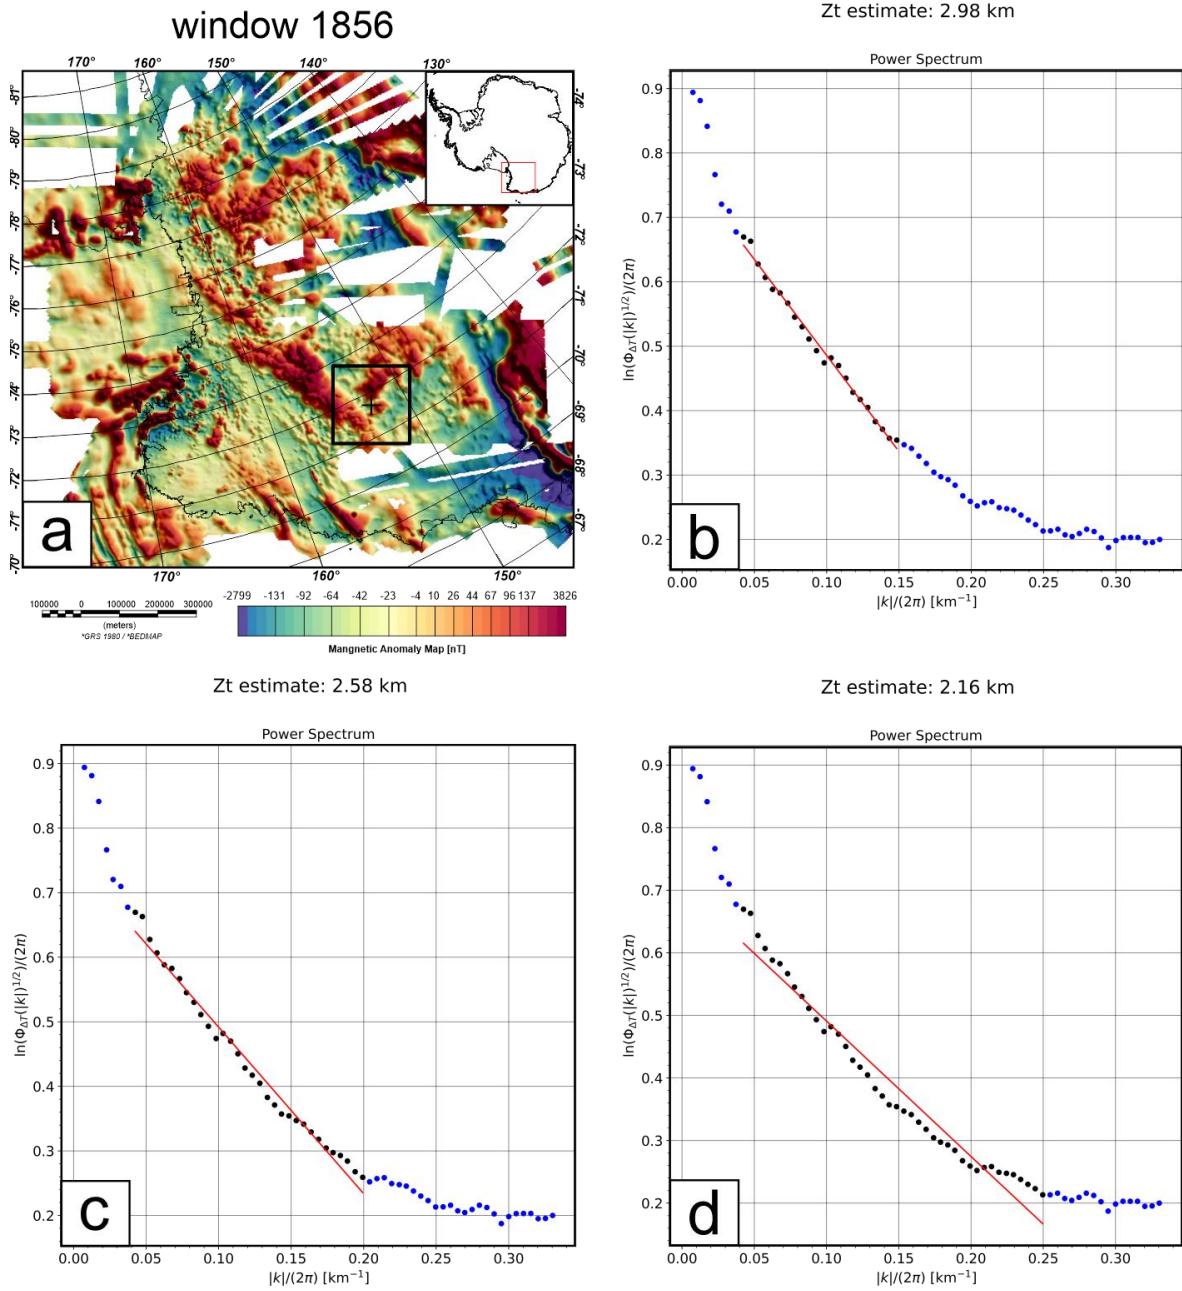 window 1856
170° 160° 150° 140° 130°
-81°
-80°
-79°
-78°
-77°
-76°
-75°
-74°
-73°
-72°
-71°
-70°
-74
-73°
-72°
-71°
-70°
-69°
-68°
-67°
a
170° 160° 150°
100000 0 100000 200000 300000
(meters)
*GRS 1980 / *BEDMAP
-2799 -131 -92 -64 -42 -23 -4 10 26 44 67 96 137 3826
Mangnetic Anomaly Map [nT]
Zt estimate: 2.98 km
Power Spectrum
0.9
0.8
0.7
0.6
0.5
0.4
0.3
0.2
ln(Φ_ΔT(|k|)^1/2)/(2π)
b
0.00 0.05 0.10 0.15 0.20 0.25 0.30
|k|/(2π) [km⁻¹]
Zt estimate: 2.58 km
Power Spectrum
0.9
0.8
0.7
0.6
0.5
0.4
0.3
0.2
ln(Φ_ΔT(|k|)^1/2)/(2π)
c
0.00 0.05 0.10 0.15 0.20 0.25 0.30
|k|/(2π) [km⁻¹]
Zt estimate: 2.16 km
Power Spectrum
0.9
0.8
0.7
0.6
0.5
0.4
0.3
0.2
ln(Φ_ΔT(|k|)^1/2)/(2π)
d
0.00 0.05 0.10 0.15 0.20 0.25 0.30
|k|/(2π) [km⁻¹]